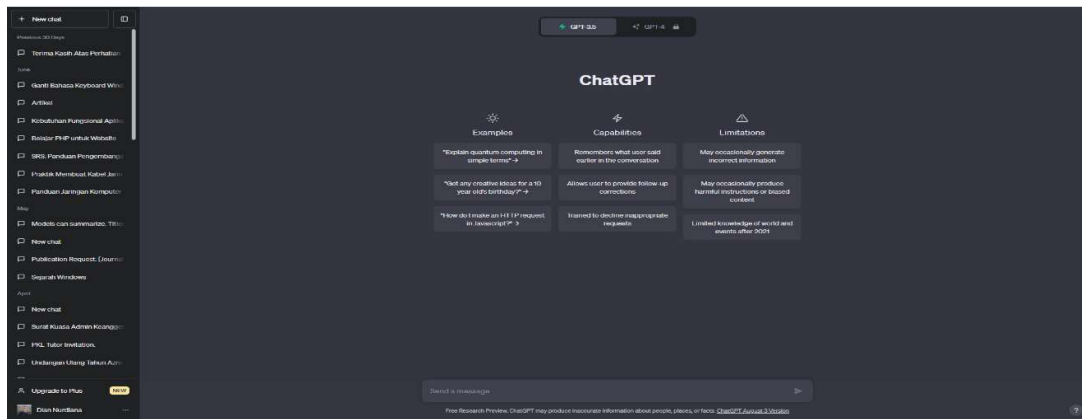 New chat
Previous 30 Days
Terima Kasih Atas Perhatian
June
Ganti Bahasa Keyboard Wind
Artikel
Kebutuhan Fungsional Aplik
Belajar PHP untuk Website
SRS: Panduan Pengembanga
Praktik Membuat Kabel Jari
Panduan Jaringan Komputer
May
Models can summarize. Title:
New chat
Publication Request: (Journa
Sejarah Windows
April
New chat
Surat Kuasa Admin Keangg
PKL Tutor Invitation.
Undangan Ulang Tahun
Upgrade to Plus NEW
Dian Nurdiana
GPT-3.5 GPT-4
ChatGPT
Examples
"Explain quantum computing in
simple terms" →
"Got any creative ideas for a 10
year old's birthday?" →
"How do I make an HTTP request
in Javascript?" →
Capabilities
Remembers what user said
earlier in the conversation
Allows user to provide follow-up
corrections
Trained to decline inappropriate
requests
Limitations
May occasionally generate
incorrect information
May occasionally produce
harmful instructions or biased
content
Limited knowledge of world and
events after 2021
Send a message
Free Research Preview. ChatGPT may produce inaccurate information about people, places, or facts. ChatGPT August 3 Version
?